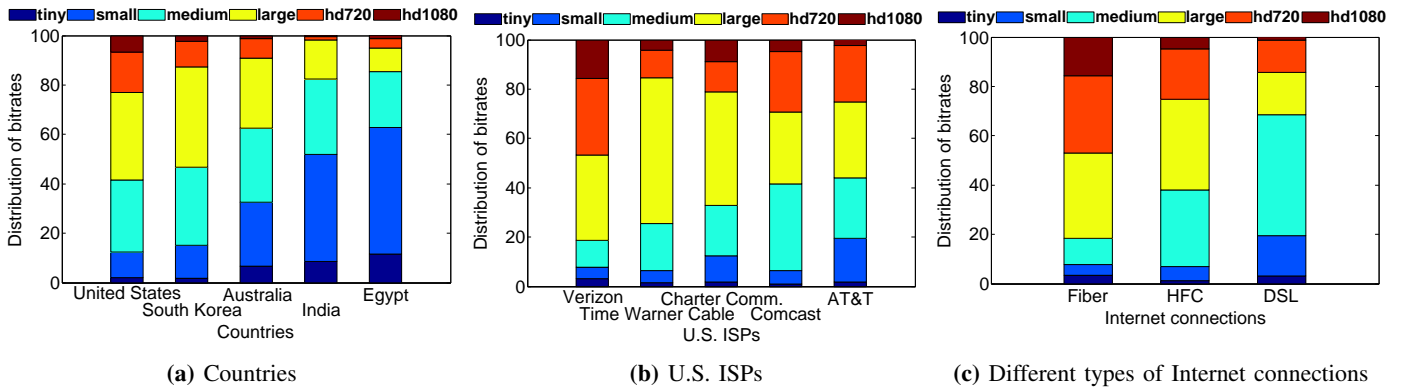 tiny small medium large hd720 hd1080
Distribution of bitrates
100
80
60
40
20
0
United States
South Korea
Australia
India
Egypt
Countries
(a) Countries
tiny small medium large hd720 hd1080
Distribution of bitrates
100
80
60
40
20
0
Verizon
Time Warner Cable
Charter Comm.
Comcast
AT&T
U.S. ISPs
(b) U.S. ISPs
tiny small medium large hd720 hd1080
Distribution of bitrates
100
80
60
40
20
0
Fiber
HFC
DSL
Internet connections
(c) Different types of Internet connections